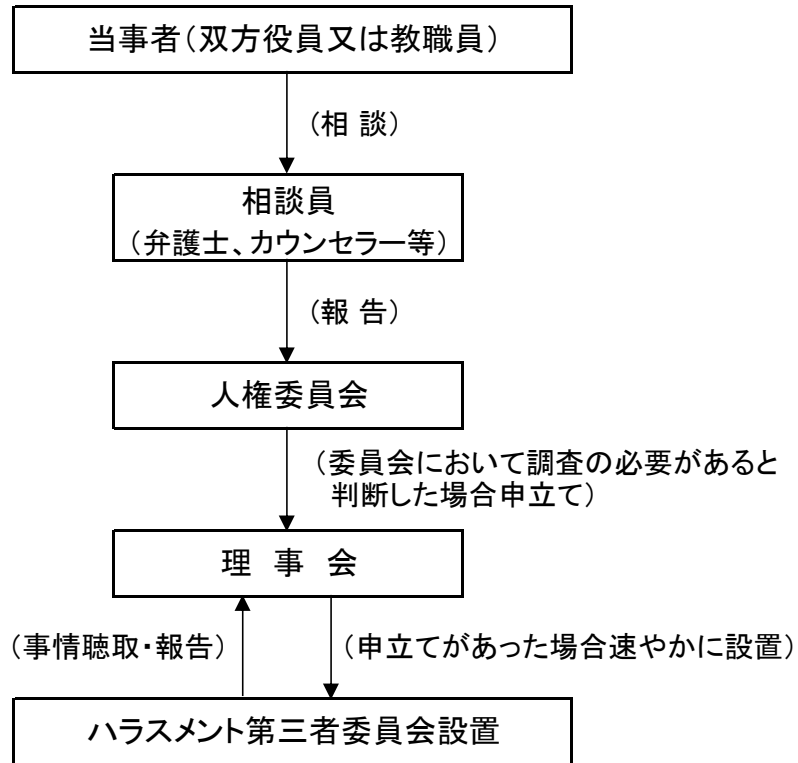 当事者（双方役員又は教職員）
（相 談）
相談員
（弁護士、カウンセラー等）
（報 告）
人権委員会
（委員会において調査の必要があると
判断した場合申立て）
理 事 会
（事情聴取・報告）
（申立てがあった場合速やかに設置）
ハラスメント第三者委員会設置